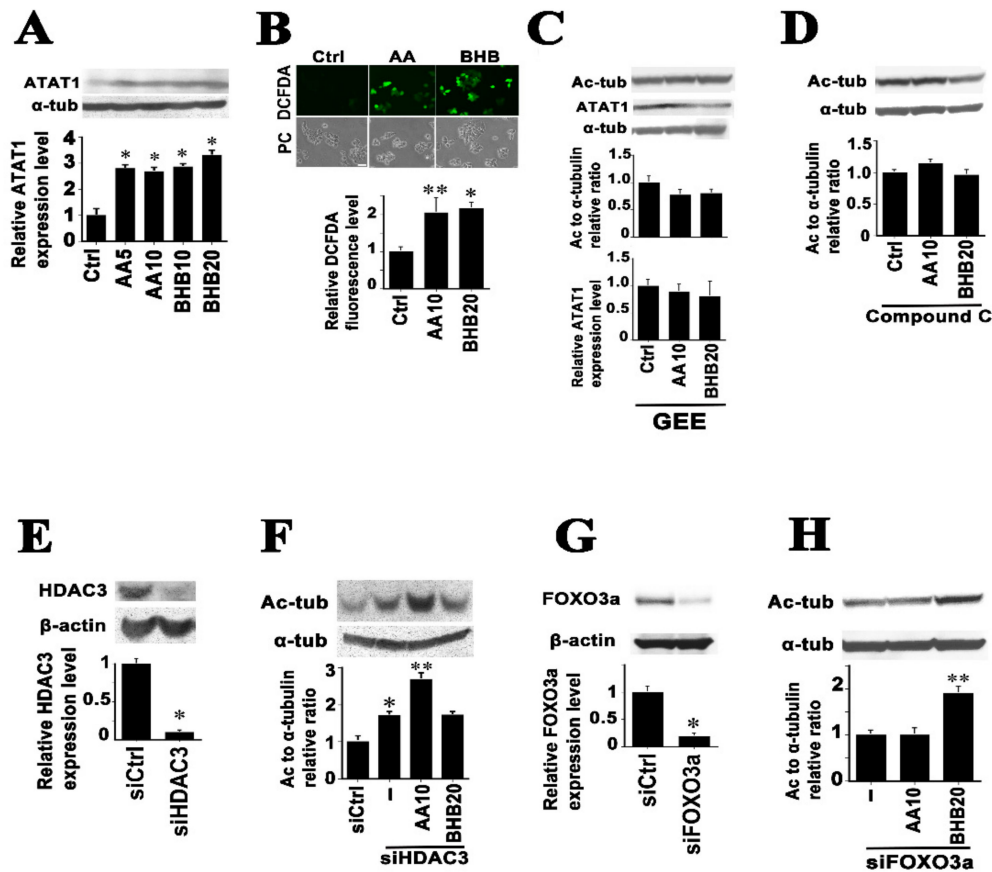 A
ATAT1
α-tub
Relative ATAT1
expression level
4
3
2
1
0
*
*
*
*
Ctrl
AA5
AA10
BHB10
BHB20
B
Ctrl
AA
BHB
DCFDA
PC
Relative DCFDA
fluorescence level
2
1
0
**
*
Ctrl
AA10
BHB20
C
Ac-tub
ATAT1
α-tub
Ac to α-tubulin
relative ratio
1.5
1.0
0.5
0
Relative ATAT1
expression level
1.5
1.0
0.5
0
Ctrl
AA10
BHB20
GEE
D
Ac-tub
α-tub
Ac to α-tubulin
relative ratio
1.5
1.0
0.5
0
Ctrl
AA10
BHB20
Compound C
E
HDAC3
β-actin
Relative HDAC3
expression level
1
0.5
0
*
siCtrl
siHDAC3
F
Ac-tub
α-tub
Ac to α-tubulin
relative ratio
3
2
1
0
*
**
siCtrl
–
AA10
BHB20
siHDAC3
G
FOXO3a
β-actin
Relative FOXO3a
expression level
1
0.5
0
*
siCtrl
siFOXO3a
H
Ac-tub
α-tub
Ac to α-tubulin
relative ratio
2
1
0
**
–
AA10
BHB20
siFOXO3a